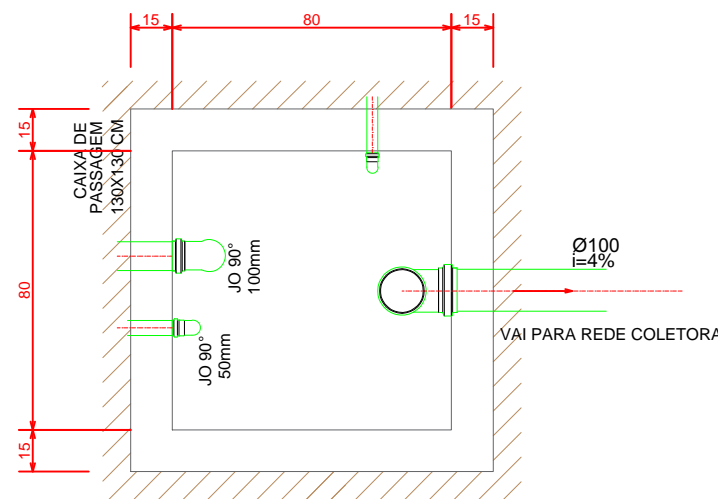 15
80
15
15
CAIXA DE
PASSAGEM
130X130 CM
80
JO 90°
100mm
Ø100
i=4%
VAI PARA REDE COLETORA
JO 90°
50mm
15